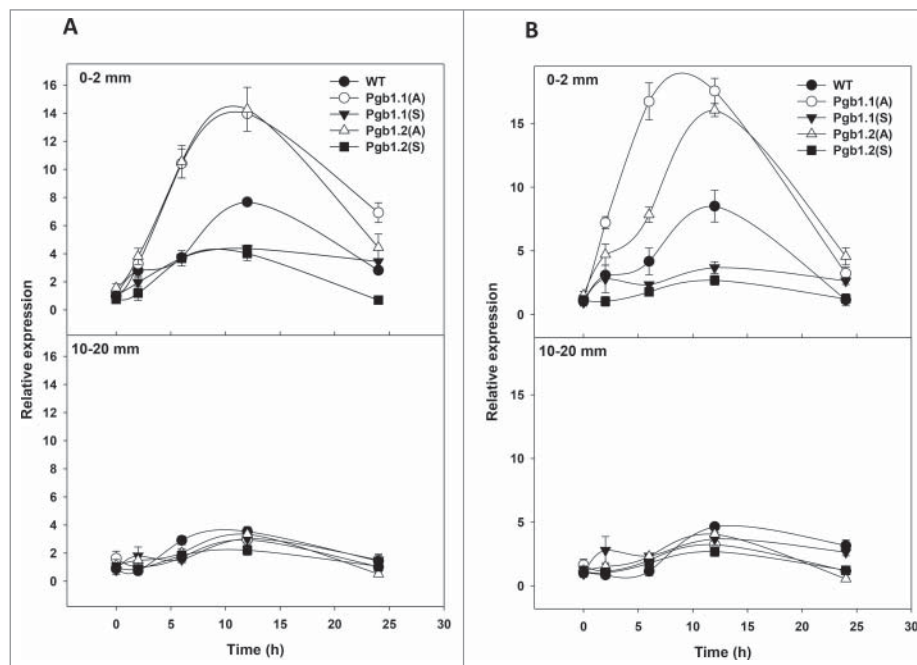 A
0-2 mm
16
14
12
10
8
6
4
2
0
WT
Pgb1.1(A)
Pgb1.1(S)
Pgb1.2(A)
Pgb1.2(S)
10-20 mm
16
14
12
10
8
6
4
2
0
Relative expression
0 5 10 15 20 25 30
Time (h)
B
0-2 mm
15
10
5
0
WT
Pgb1.1(A)
Pgb1.1(S)
Pgb1.2(A)
Pgb1.2(S)
10-20 mm
15
10
5
0
Relative expression
0 5 10 15 20 25 30
Time (h)